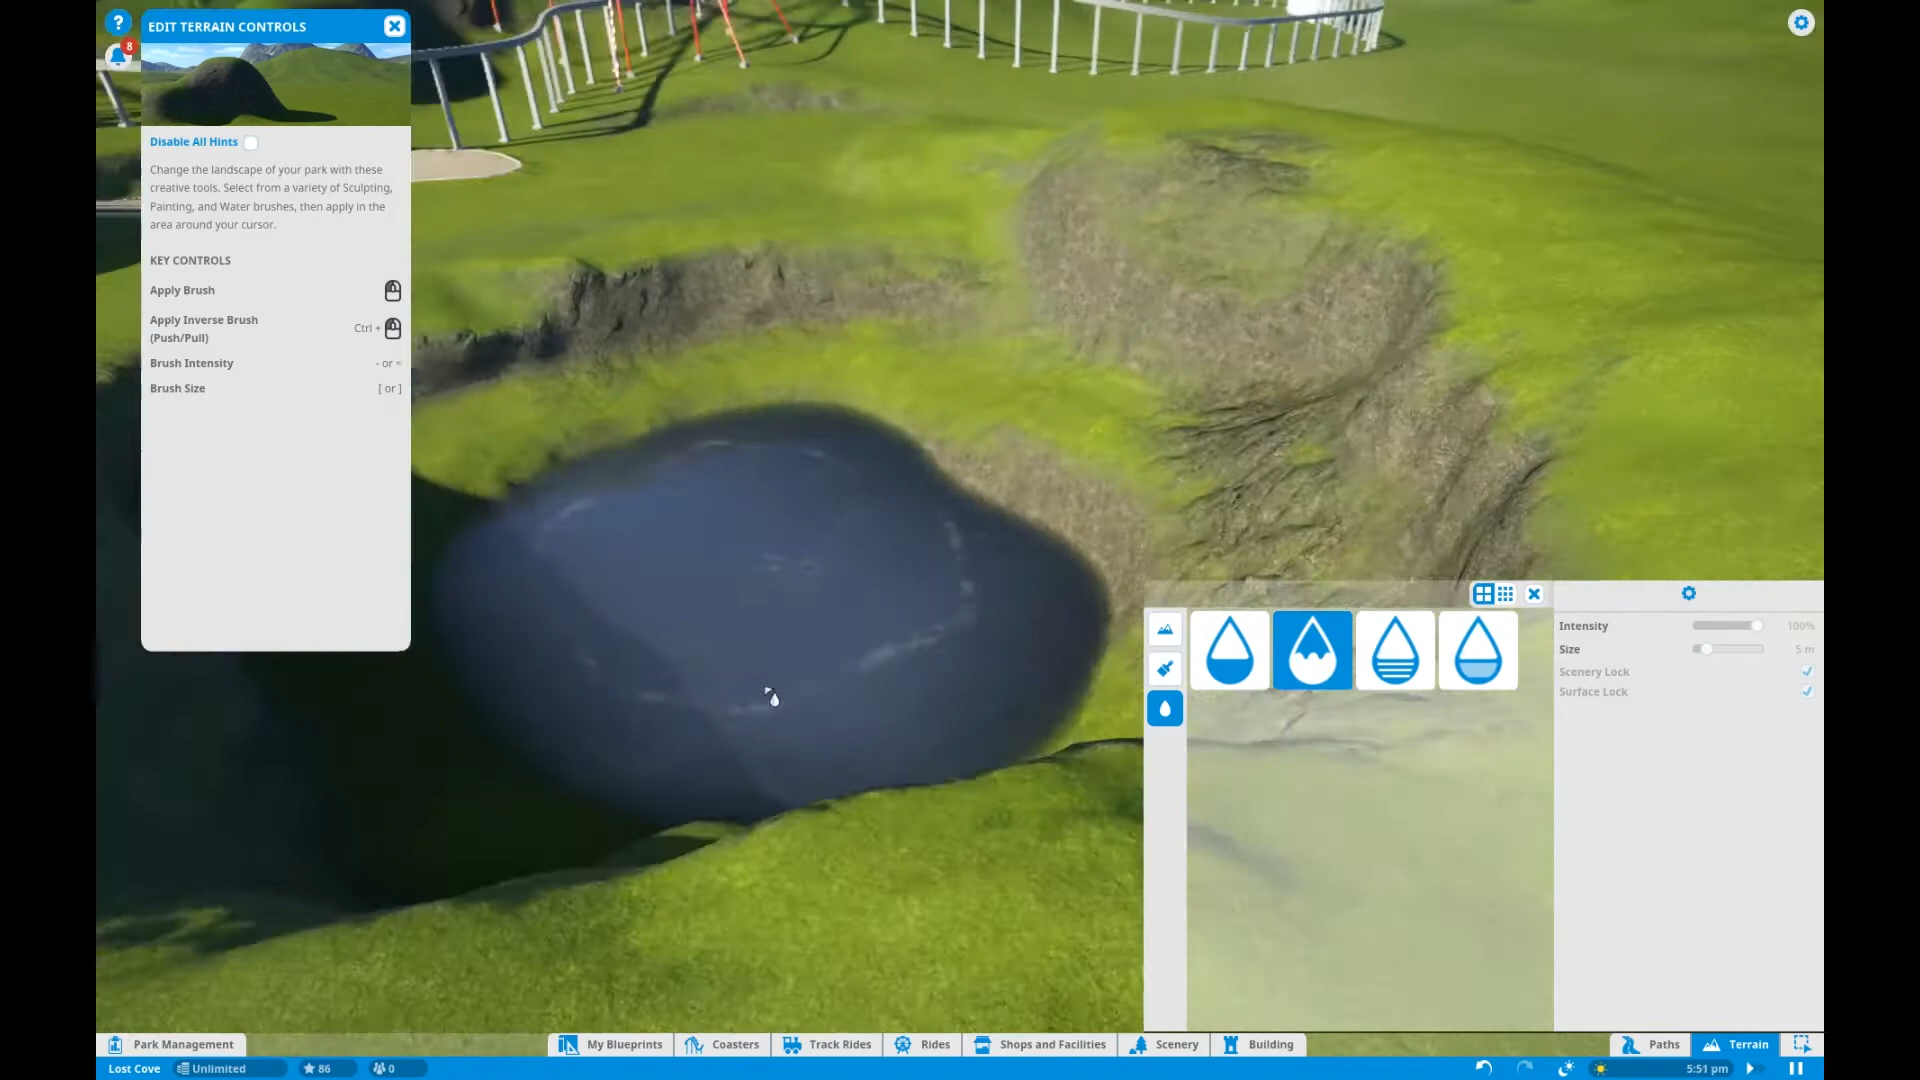 EDIT TERRAIN CONTROLS
8
Disable All Hints
Change the landscape of your park with these
creative tools. Select from a variety of Sculpting,
Painting, and Water brushes, then apply in the
area around your cursor.
KEY CONTROLS
Apply Brush
Apply Inverse Brush
(Push/Pull)
Ctrl +
Brush Intensity
- or =
Brush Size
[ or ]
Intensity
100%
Size
5 m
Scenery Lock
Surface Lock
Park Management
My Blueprints
Coasters
Track Rides
Rides
Shops and Facilities
Scenery
Building
Paths
Terrain
Lost Cove
Unlimited
86
0
5:51 pm